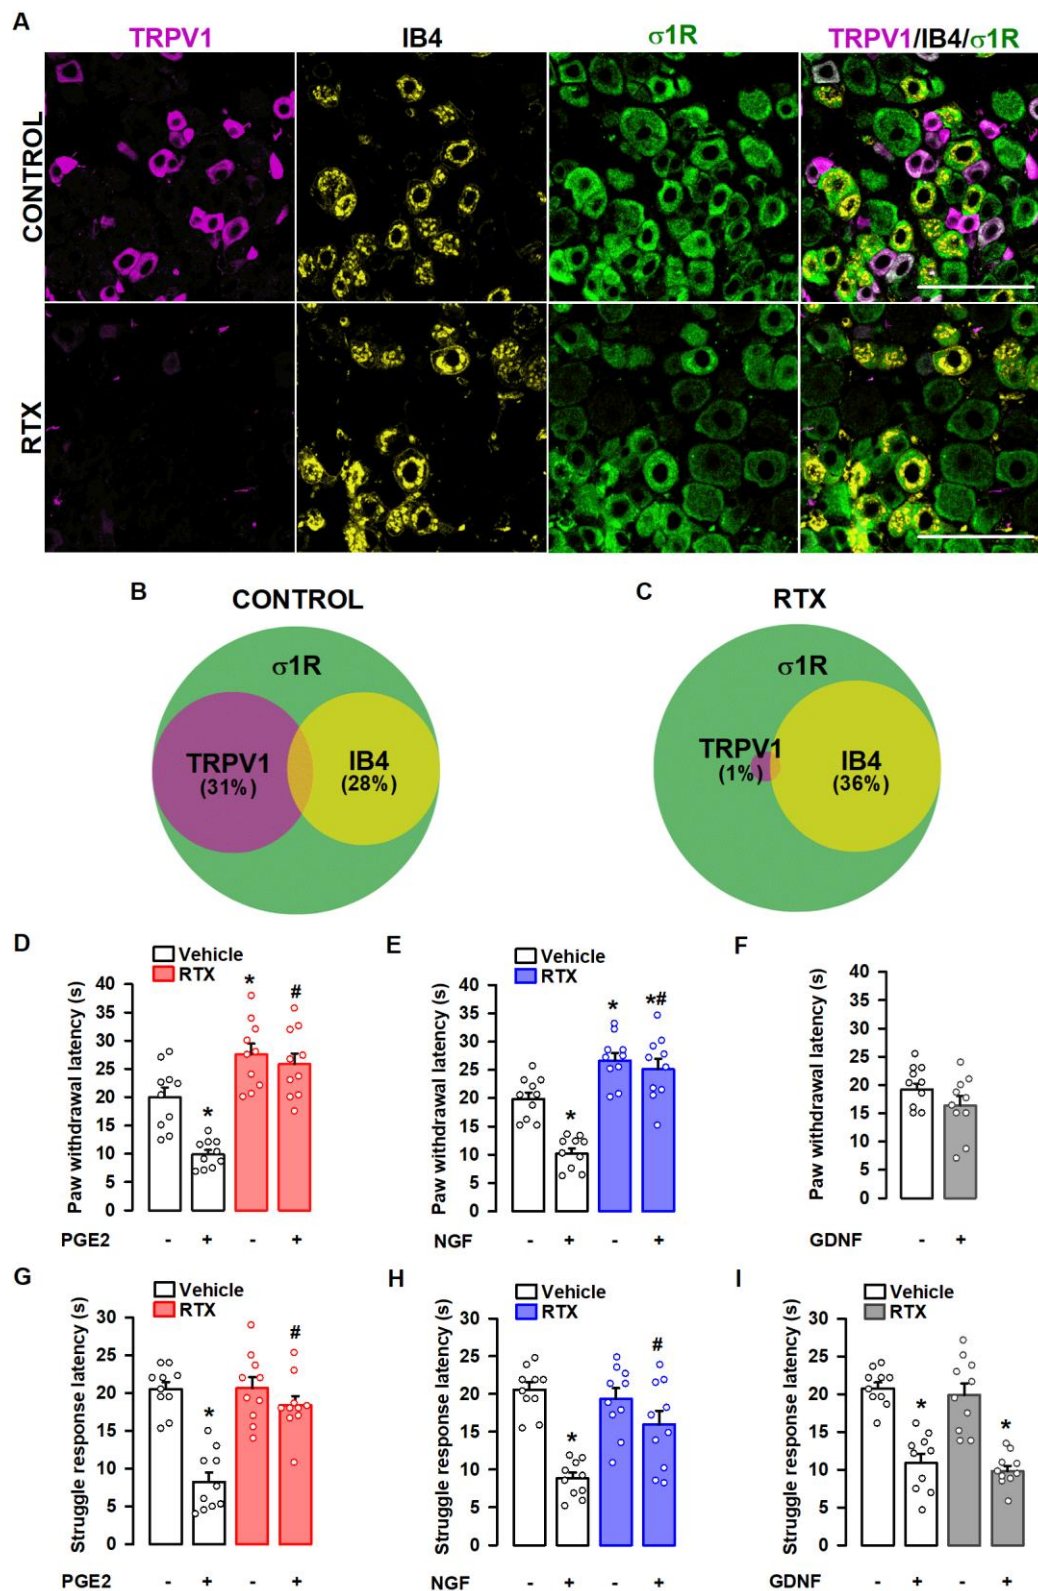 A
TRPV1 IB4 σ1R TRPV1/IB4/σ1R
CONTROL
RTX
B CONTROL
σ1R
TRPV1
(31%)
IB4
(28%)
C RTX
σ1R
TRPV1
(1%)
IB4
(36%)
D
Vehicle
RTX
Paw withdrawal latency (s)
40
35
30
25
20
15
10
5
0
* * #
PGE2 - + - +
E
Vehicle
RTX
Paw withdrawal latency (s)
40
35
30
25
20
15
10
5
0
* * *#
NGF - + - +
F
Paw withdrawal latency (s)
40
35
30
25
20
15
10
5
0
GDNF - +
G
Vehicle
RTX
Struggle response latency (s)
30
25
20
15
10
5
0
* #
PGE2 - + - +
H
Vehicle
RTX
Struggle response latency (s)
30
25
20
15
10
5
0
* #
NGF - + - +
I
Vehicle
RTX
Struggle response latency (s)
30
25
20
15
10
5
0
* *
GDNF - + - +